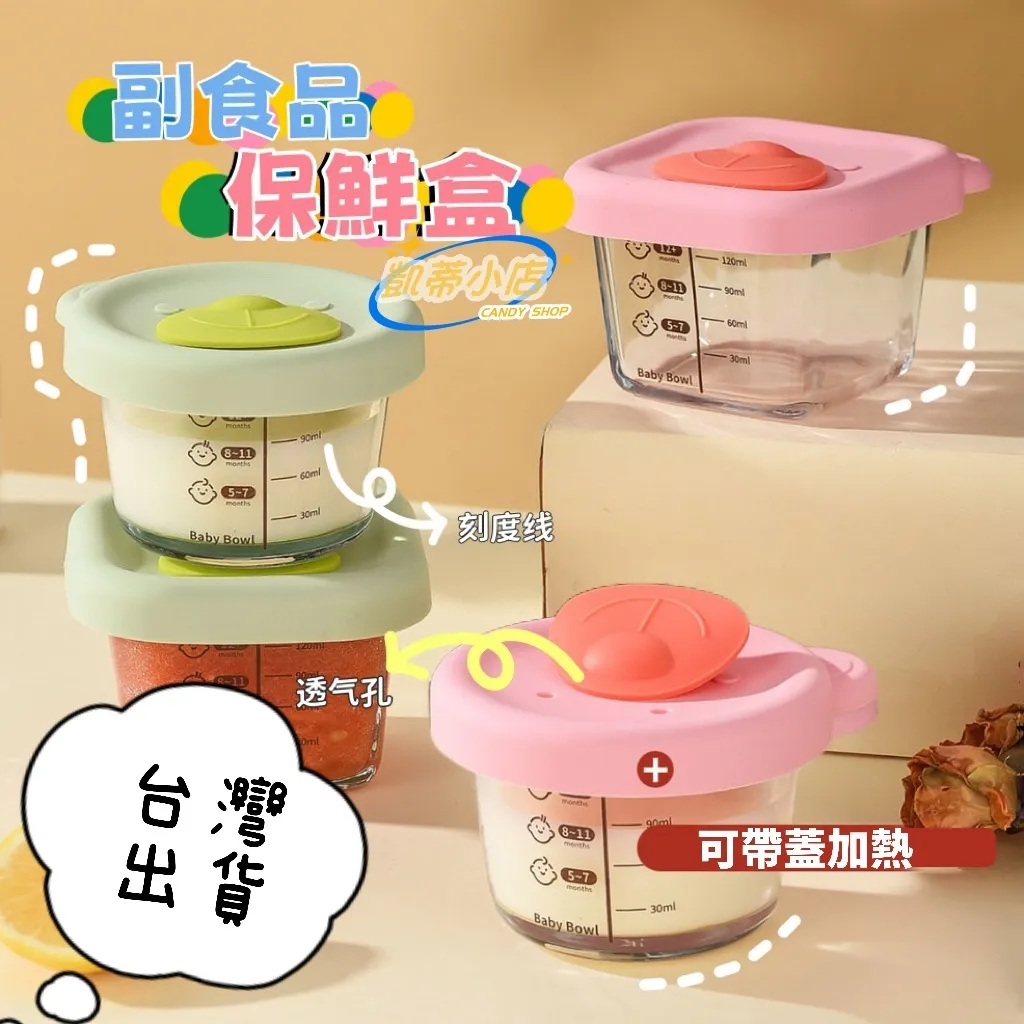 副食品
保鮮盒
凱蒂小店
CANDY SHOP
12+
months
120ml
8~11
months
90ml
5~7
months
60ml
30ml
Baby Bowl
months
90ml
8~11
months
60ml
5~7
months
30ml
Baby Bowl
刻度线
120ml
透气孔
台灣
出貨
months
90ml
8~11
months
可帶蓋加熱
5~7
months
30ml
Baby Bowl